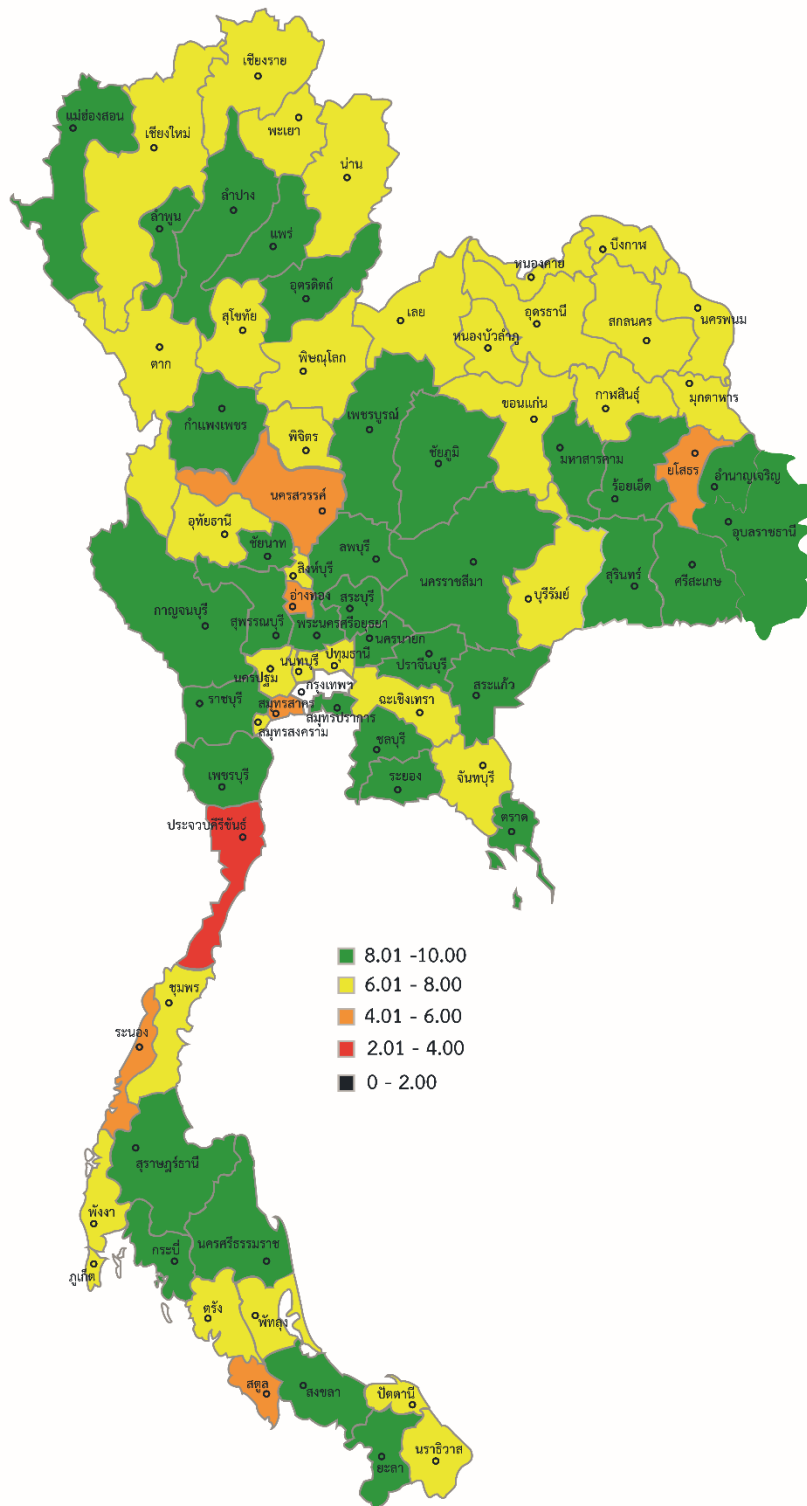 เชียงราย
แม่ฮ่องสอน
เชียงใหม่
พะเยา
น่าน
ลำปาง
ลำพูน
แพร่
บึงกาฬ
หนองคาย
อุตรดิตถ์
เลย
อุดรธานี
นครพนม
สุโขทัย
สกลนคร
ตาก
พิษณุโลก
หนองบัวลำภู
มุกดาหาร
กำแพงเพชร
เพชรบูรณ์
ขอนแก่น
กาฬสินธุ์
พิจิตร
ชัยภูมิ
มหาสารคาม
ยโสธร
อำนาจเจริญ
ร้อยเอ็ด
นครสวรรค์
อุทัยธานี
อุบลราชธานี
ชัยนาท
ลพบุรี
สิงห์บุรี
นครราชสีมา
สุรินทร์
ศรีสะเกษ
บุรีรัมย์
อ่างทอง
สระบุรี
กาญจนบุรี
สุพรรณบุรี
พระนครศรีอยุธยา
นครนายก
ปราจีนบุรี
ปทุมธานี
นนทบุรี
นครปฐม
สระแก้ว
กรุงเทพฯ
ราชบุรี
สมุทรสาคร
สมุทรปราการ
ฉะเชิงเทรา
สมุทรสงคราม
ชลบุรี
เพชรบุรี
ระยอง
จันทบุรี
ตราด
ประจวบคีรีขันธ์
8.01 -10.00
6.01 - 8.00
4.01 - 6.00
2.01 - 4.00
0 - 2.00
ชุมพร
ระนอง
สุราษฎร์ธานี
พังงา
นครศรีธรรมราช
กระบี่
ภูเก็ต
ตรัง
พัทลุง
สตูล
สงขลา
ปัตตานี
นราธิวาส
ยะลา